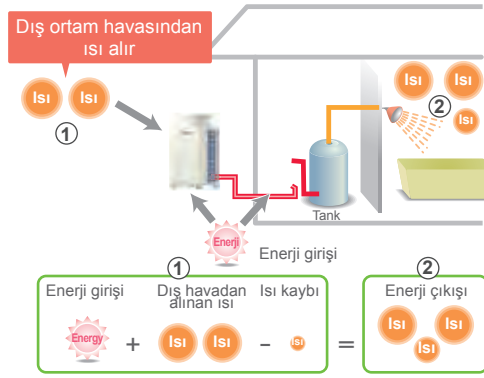 Dış ortam havasından
ısı alır
Isı Isı
1
Isı Isı
2
Isı
Tank
Enerji
Enerji girişi
1
2
Enerji girişi Dış havadan alınan ısı Isı kaybı Enerji çıkışı
Energy + Isı Isı – Isı = Isı Isı Isı